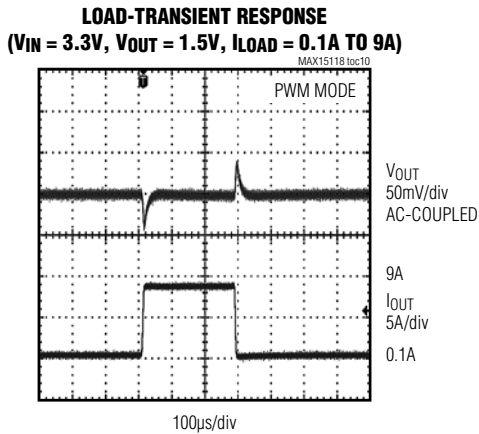 LOAD-TRANSIENT RESPONSE
(VIN = 3.3V, VOUT = 1.5V, ILOAD = 0.1A TO 9A)
MAX15118 toc10
T
PWM MODE
VOUT
50mV/div
AC-COUPLED
9A
IOUT
5A/div
0.1A
100µs/div